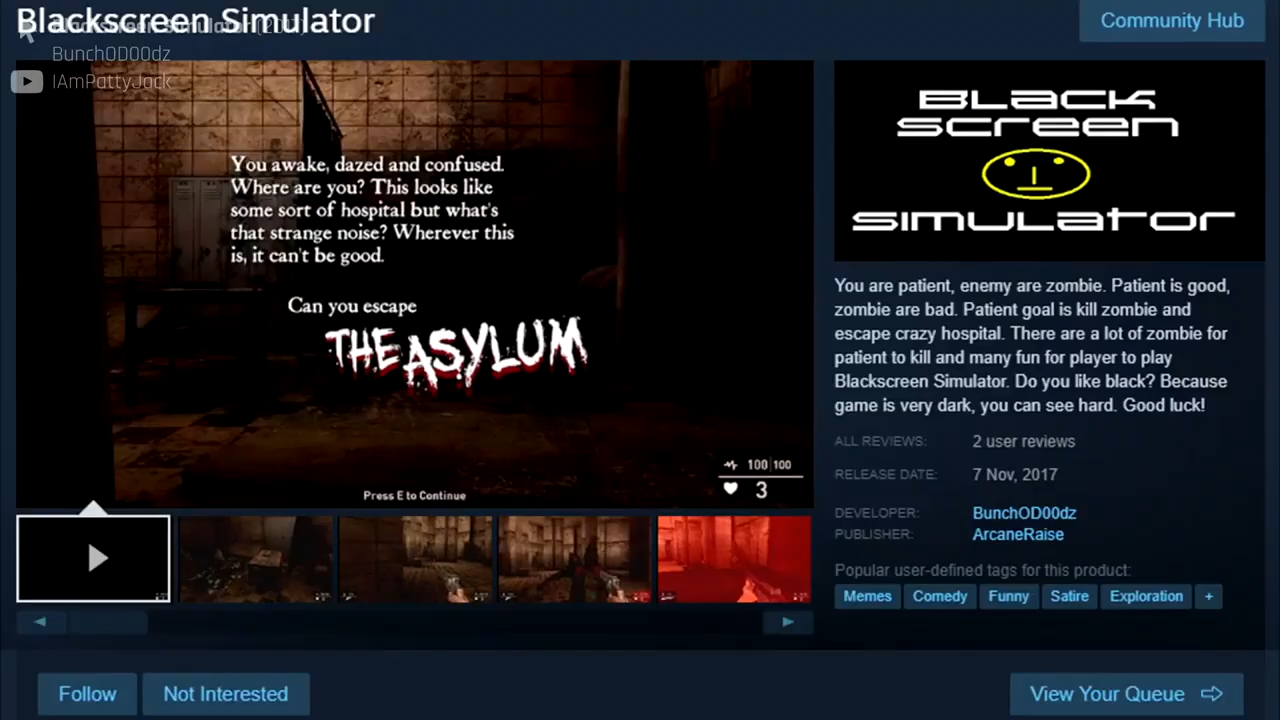 Blackscreen Simulator
Community Hub
Blackscreen Simulator (2017)
BunchOD00dz
IAmPattyJack
You awake, dazed and confused.
Where are you? This looks like
some sort of hospital but what's
that strange noise? Wherever this
is, it can't be good.
Can you escape
THE ASYLUM
100|100
3
Press E to Continue
BLACK
SCREEN
SIMULATOR
You are patient, enemy are zombie. Patient is good,
zombie are bad. Patient goal is kill zombie and
escape crazy hospital. There are a lot of zombie for
patient to kill and many fun for player to play
Blackscreen Simulator. Do you like black? Because
game is very dark, you can see hard. Good luck!
ALL REVIEWS: 2 user reviews
RELEASE DATE: 7 Nov, 2017
DEVELOPER: BunchOD00dz
PUBLISHER: ArcaneRaise
Popular user-defined tags for this product:
Memes Comedy Funny Satire Exploration +
Follow Not Interested View Your Queue